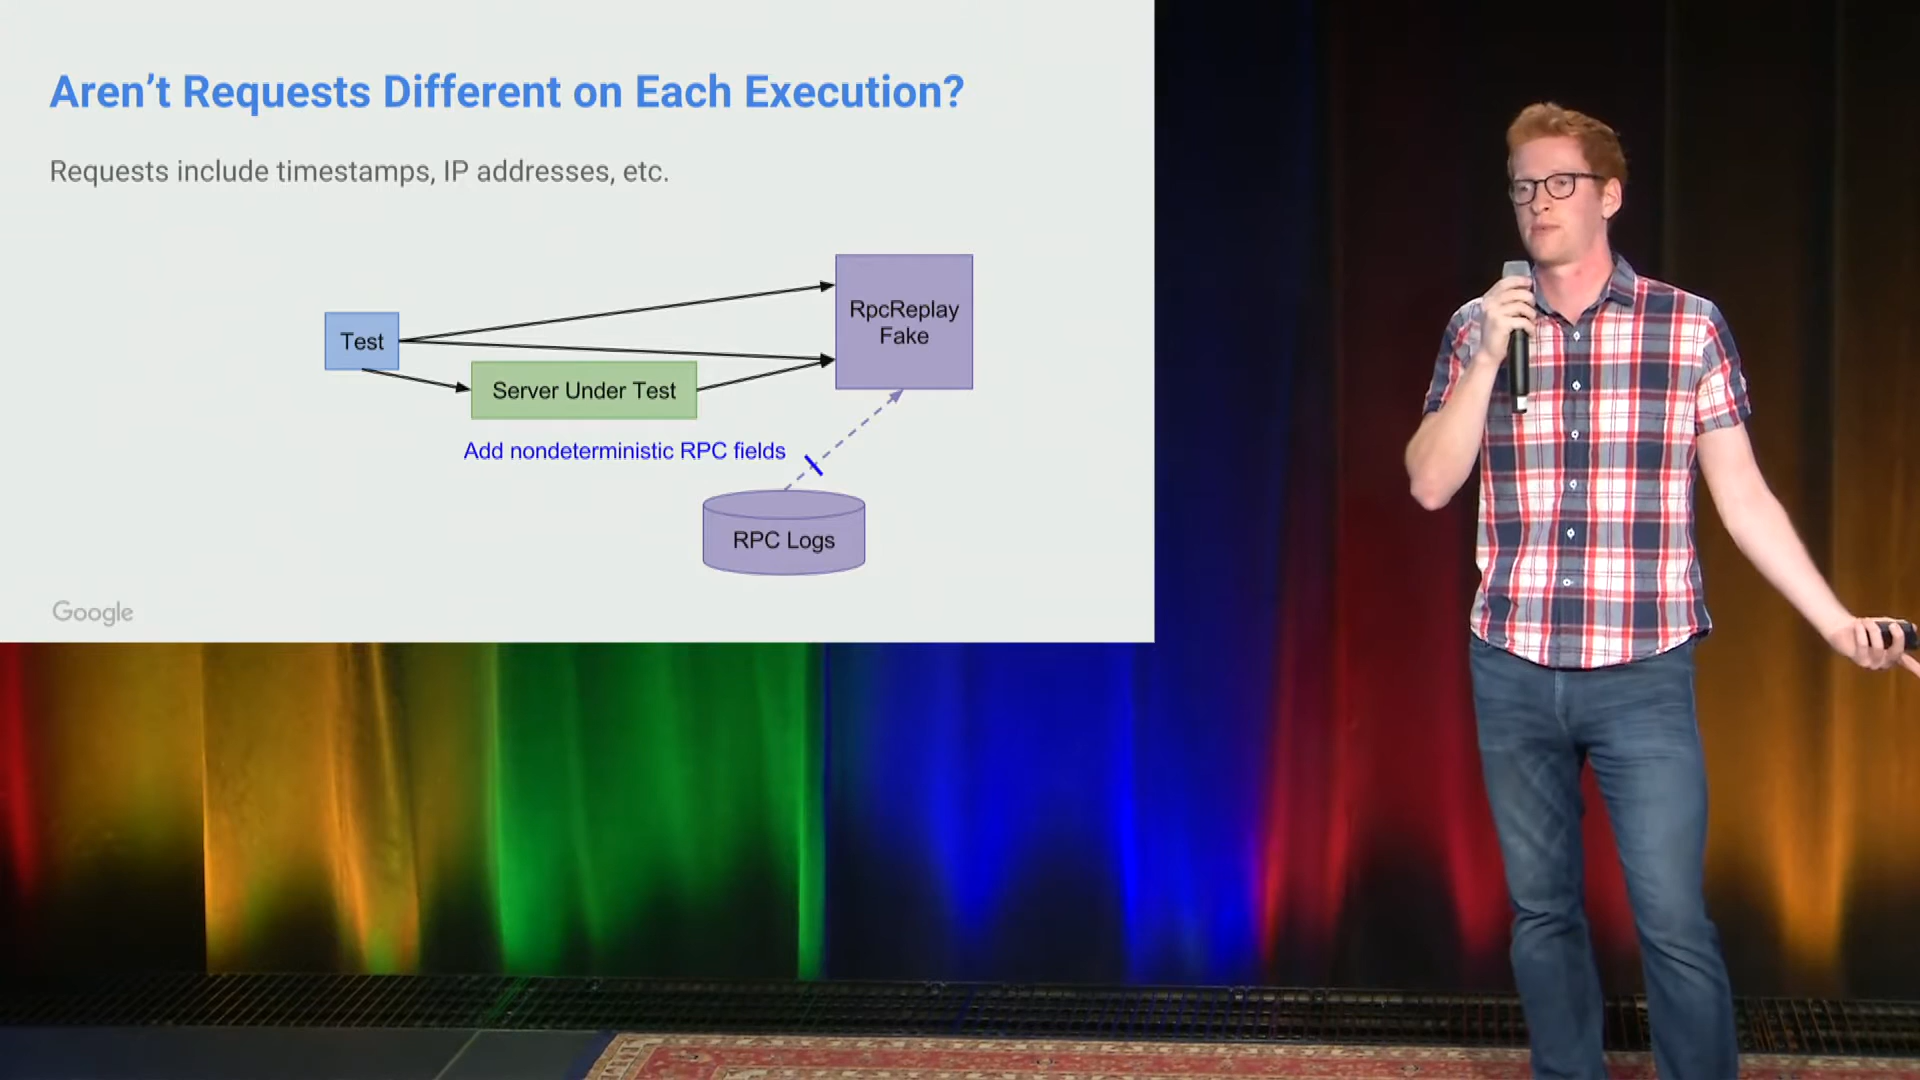 Aren’t Requests Different on Each Execution?
Requests include timestamps, IP addresses, etc.
RpcReplay
Fake
Test
Server Under Test
Add nondeterministic RPC fields
RPC Logs
Google